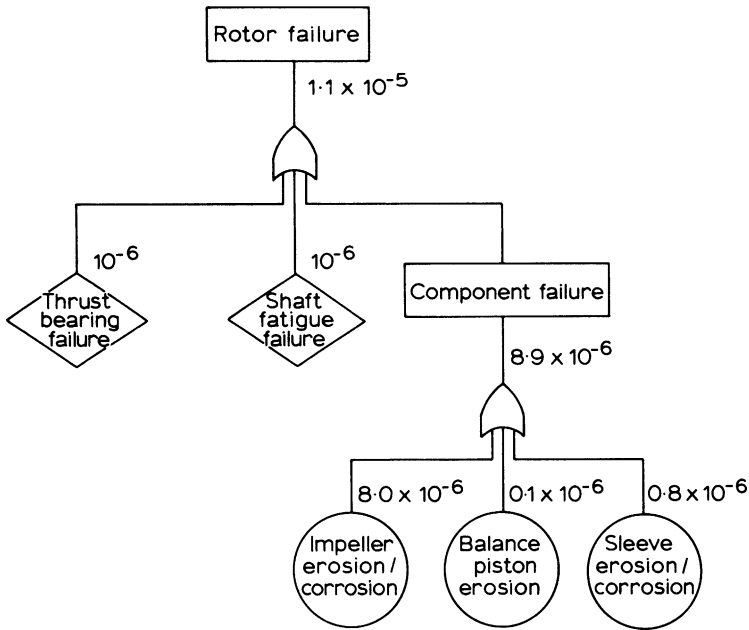 Rotor failure
1·1 x 10⁻⁵
10⁻⁶
10⁻⁶
Thrust
bearing
failure
Shaft
fatigue
failure
Component failure
8·9 x 10⁻⁶
8·0 x 10⁻⁶
0·1 x 10⁻⁶
0·8 x 10⁻⁶
Impeller
erosion/
corrosion
Balance
piston
erosion
Sleeve
erosion/
corrosion